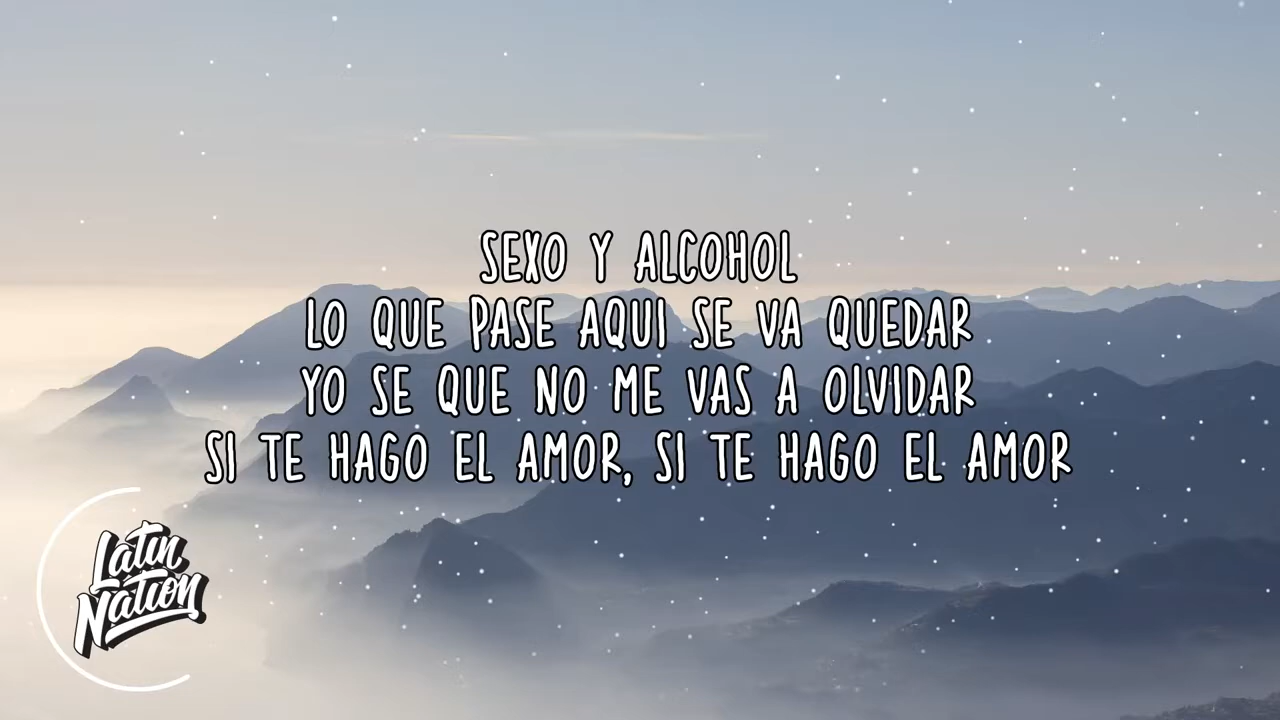 SEXO Y ALCOHOL
LO QUE PASE AQUI SE VA QUEDAR
YO SE QUE NO ME VAS A OLVIDAR
SI TE HAGO EL AMOR, SI TE HAGO EL AMOR
Latin
Nation